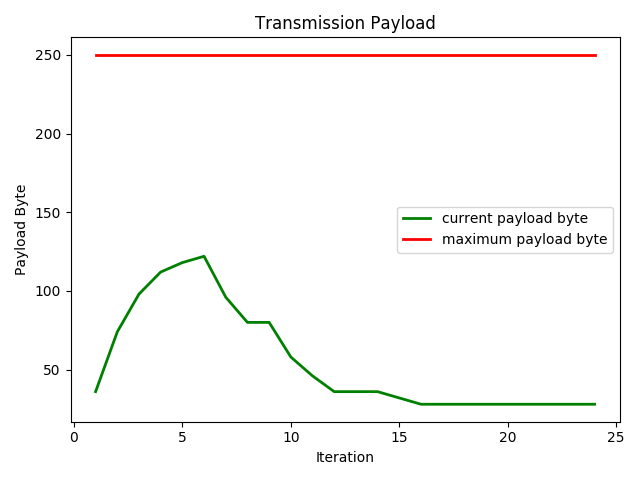 Transmission Payload
250
200
150
100
50
Payload Byte
current payload byte
maximum payload byte
0 5 10 15 20 25
Iteration